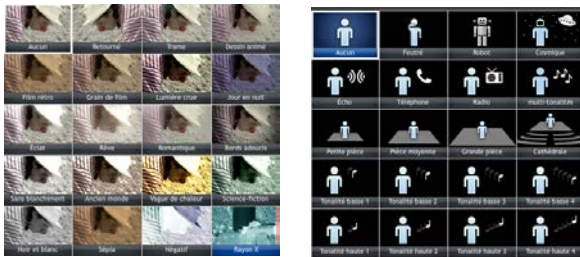 Aucun Retourné Trame Dessin animé
Film rétro Grain de film Lumière crue Jour en nuit
Éclat Rêve Romantique Bords adoucis
Sans blanchiment Ancien monde Vague de chaleur Science-fiction
Noir et blanc Sépia Négatif Rayon X
Aucun Feutré Robot Cosmique
Écho Téléphone Radio multi-tonalités
Petite pièce Pièce moyenne Grande pièce Cathédrale
Tonalité basse 1 Tonalité basse 2 Tonalité basse 3 Tonalité basse 4
Tonalité haute 1 Tonalité haute 2 Tonalité haute 3 Tonalité haute 4